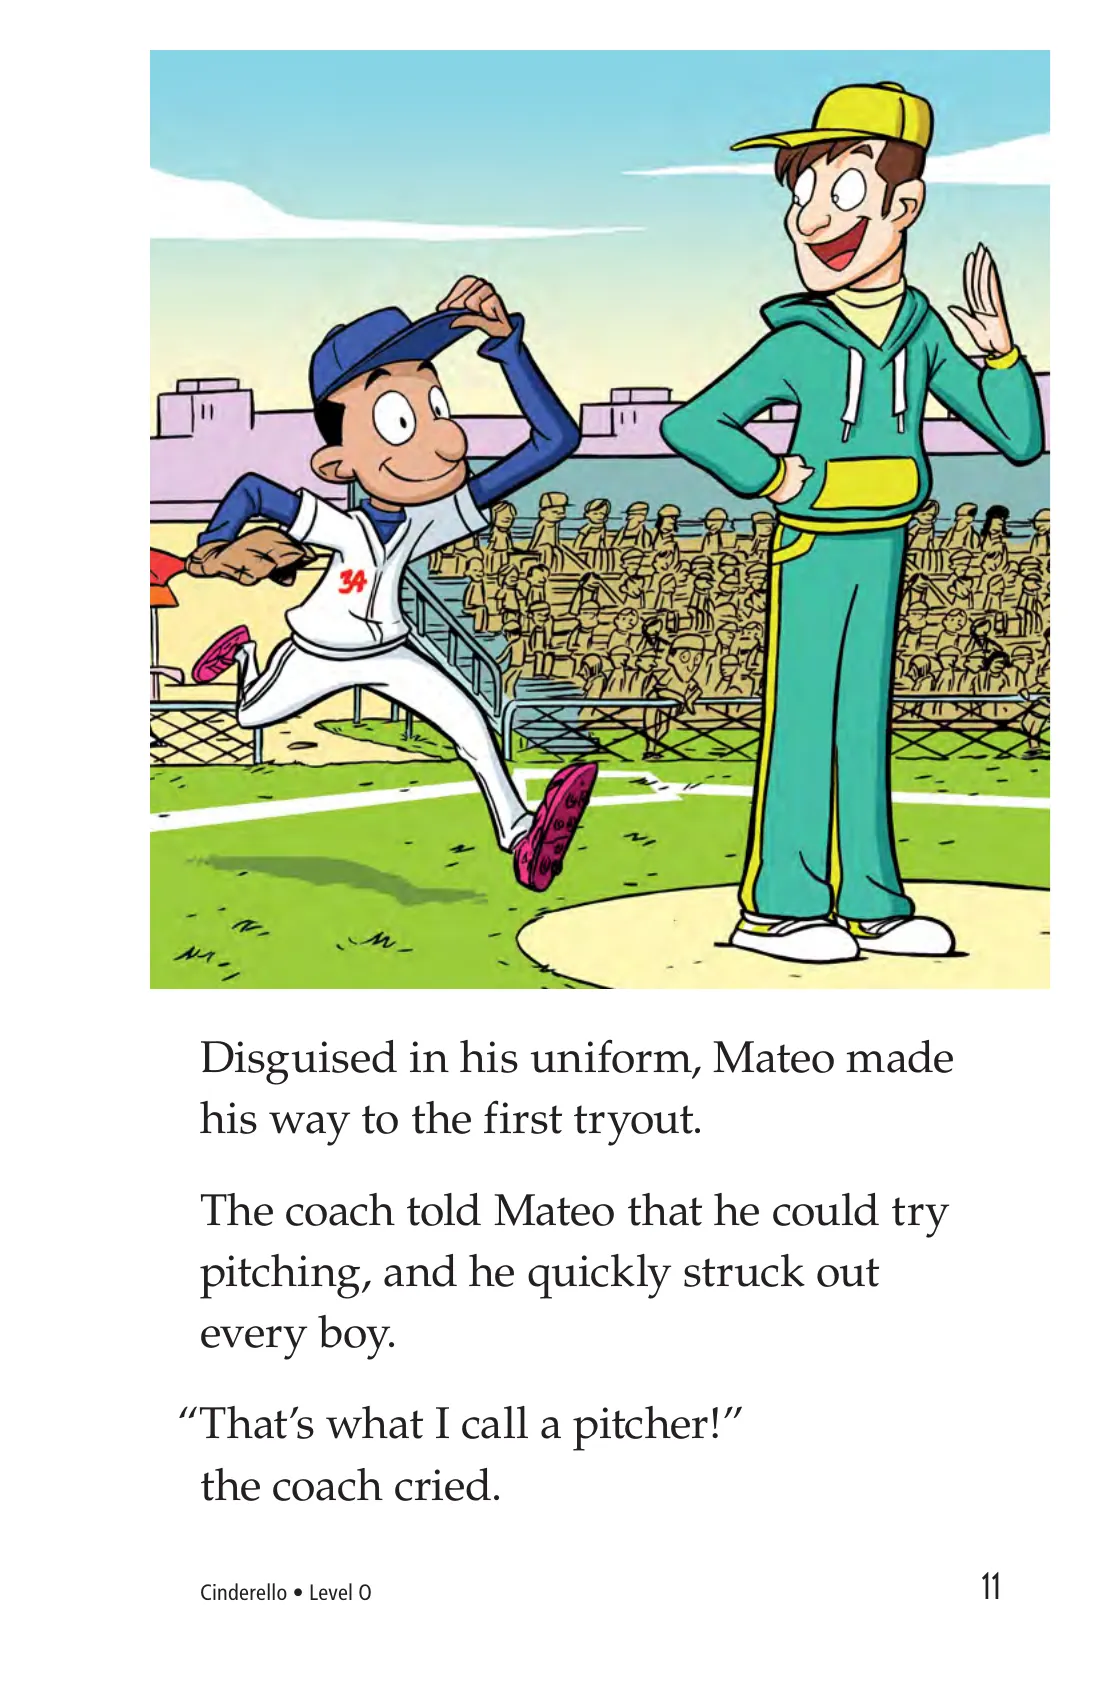 34
Disguised in his uniform, Mateo made
his way to the first tryout.
The coach told Mateo that he could try
pitching, and he quickly struck out
every boy.
“That’s what I call a pitcher!”
the coach cried.
Cinderello • Level O
11